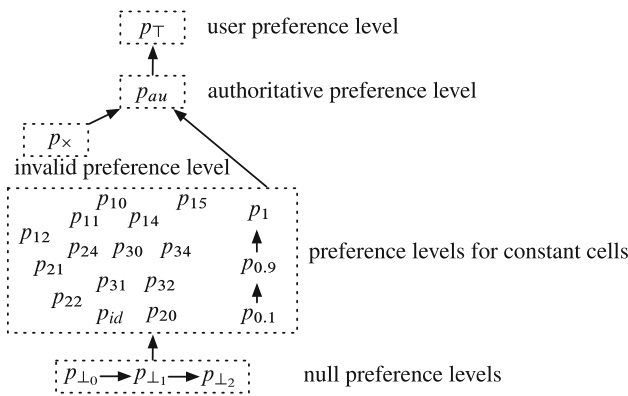 p⊤ user preference level
pau authoritative preference level
p×
invalid preference level
p10 p15
p11 p14 p1
p12
p24 p30 p34 preference levels for constant cells
p21 p0.9
p31 p32
p22
pid p20 p0.1
p⊥0 p⊥1 p⊥2 null preference levels